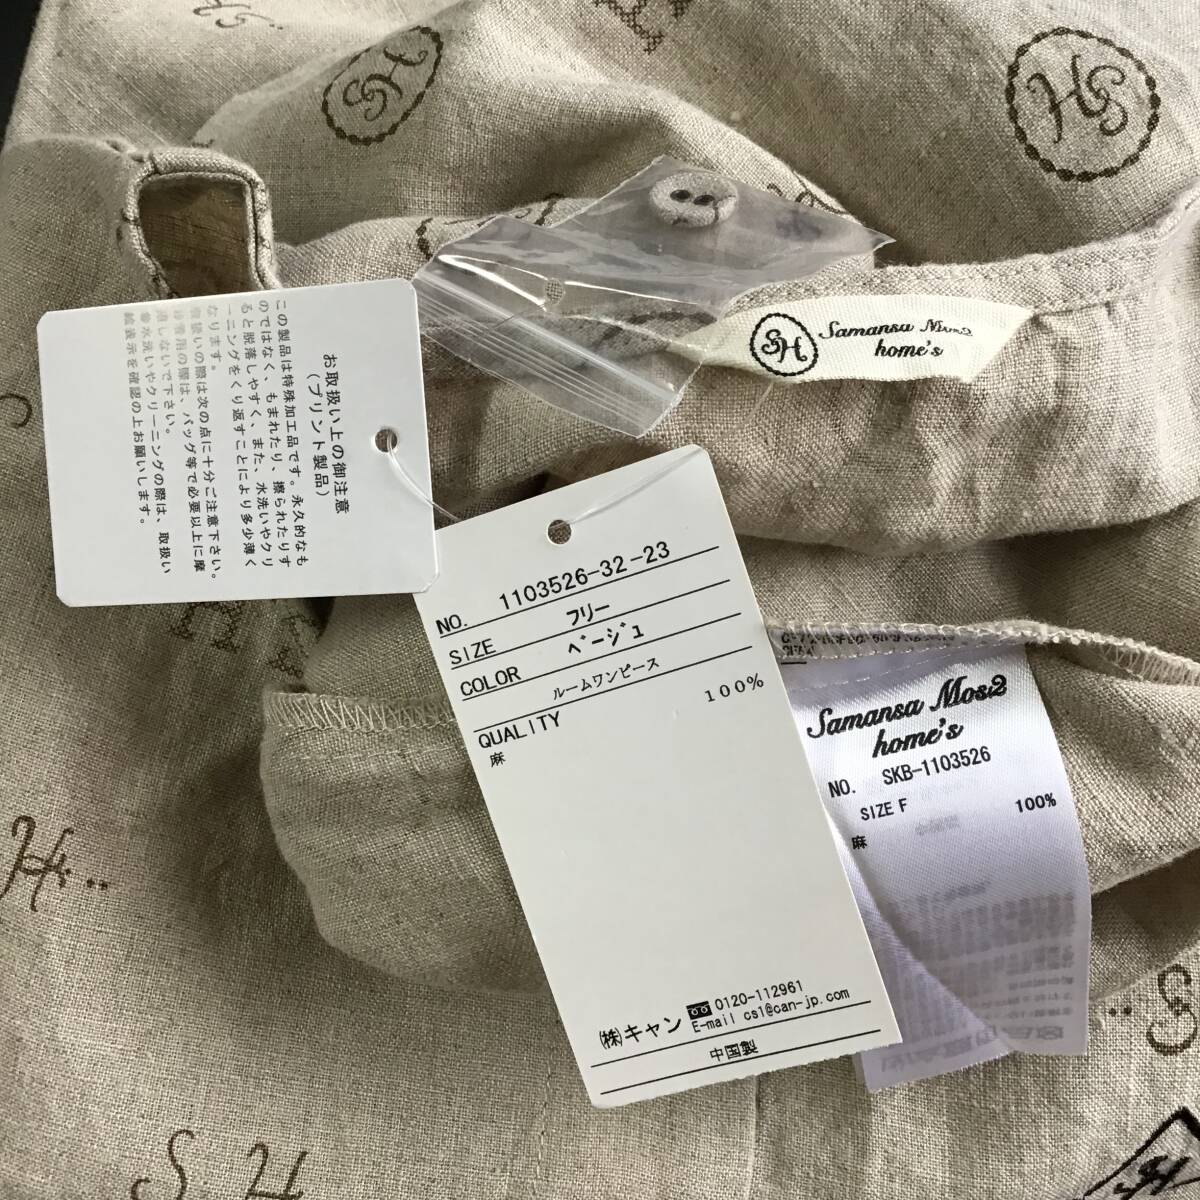 SH
HS
SH
Samansa Mos2
home's
お取扱い上の御注意
(プリント製品)
この製品は特殊加工品です。永久的なも
のではなく、もまれたり、擦られたりす
ると脱落しやすく、また、水洗いやクリ
ーニングをくり返すことにより多少薄く
なります。
お取扱いの際は次の点に十分ご注意下さい。
バッグ等で必要以上に摩
擦しないで下さい。
水洗いやクリーニングの際は、取扱い
絵表示を確認の上お願いします。
NO. 1103526-32-23
SIZE フリー
COLOR ベージュ
ルームワンピース
QUALITY
麻 100%
㈱キャン 0120-112961
E-mail cs1@can-jp.com
中国製
Samansa Mos2
home's
NO. SKB-1103526
SIZE F
麻 100%
H
S H